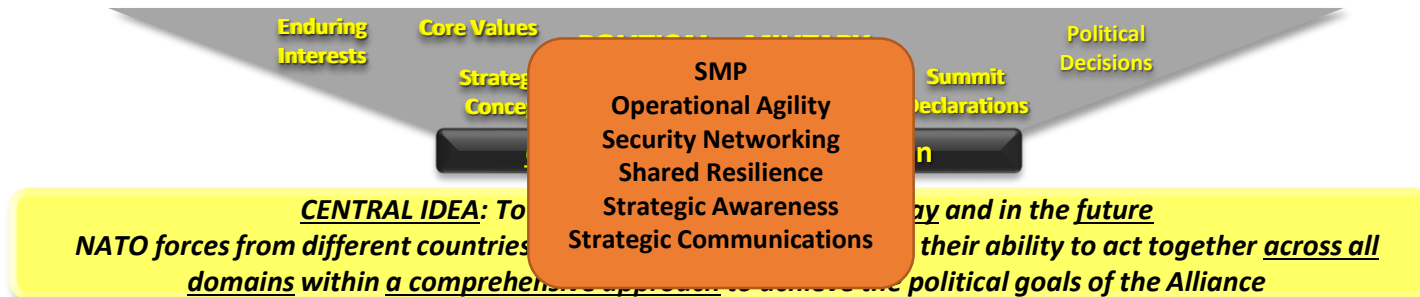 Enduring
Interests
Core Values
POLITICAL – MILITARY
Political
Decisions
Summit
SMP
Operational Agility
Security Networking
Shared Resilience
Strategic Awareness
Strategic Communications
CENTRAL IDEA: To and in the future
NATO forces from different countries their ability to act together across all
domains within a comprehensive approach to achieve the political goals of the Alliance